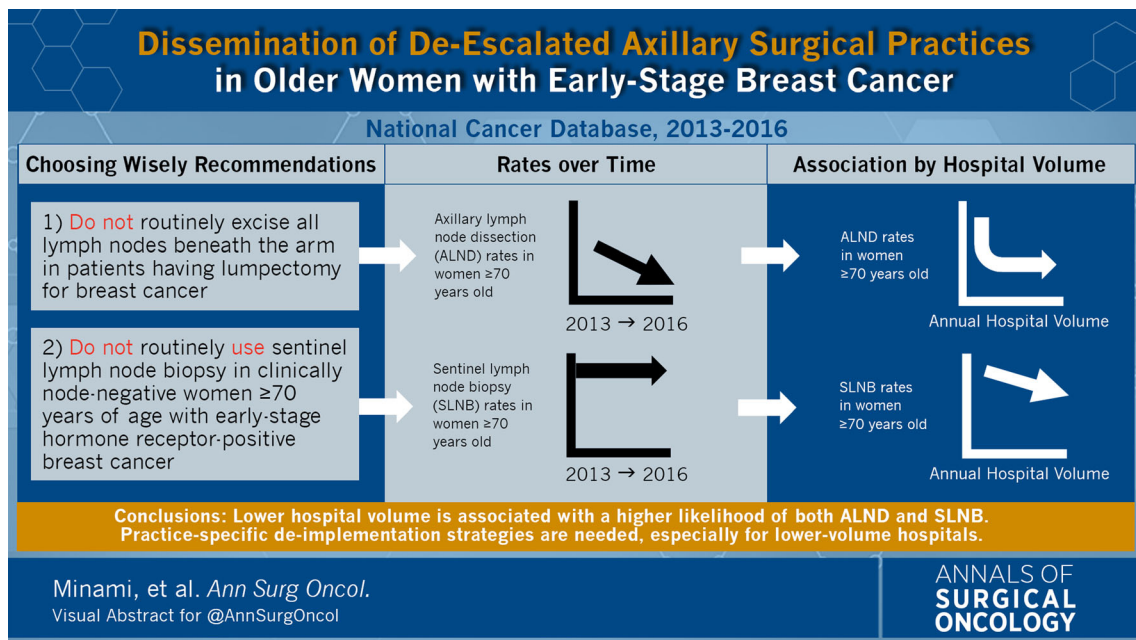 Dissemination of De-Escalated Axillary Surgical Practices
in Older Women with Early-Stage Breast Cancer
National Cancer Database, 2013-2016
Choosing Wisely Recommendations
1) Do not routinely excise all
lymph nodes beneath the arm
in patients having lumpectomy
for breast cancer
2) Do not routinely use sentinel
lymph node biopsy in clinically
node-negative women ≥70
years of age with early-stage
hormone receptor-positive
breast cancer
Rates over Time
Axillary lymph
node dissection
(ALND) rates in
women ≥70
years old
2013 → 2016
Sentinel lymph
node biopsy
(SLNB) rates in
women ≥70
years old
2013 → 2016
Association by Hospital Volume
ALND rates
in women
≥70 years old
Annual Hospital Volume
SLNB rates
in women
≥70 years old
Annual Hospital Volume
Conclusions: Lower hospital volume is associated with a higher likelihood of both ALND and SLNB.
Practice-specific de-implementation strategies are needed, especially for lower-volume hospitals.
Minami, et al. Ann Surg Oncol.
Visual Abstract for @AnnSurgOncol
ANNALS OF
SURGICAL
ONCOLOGY